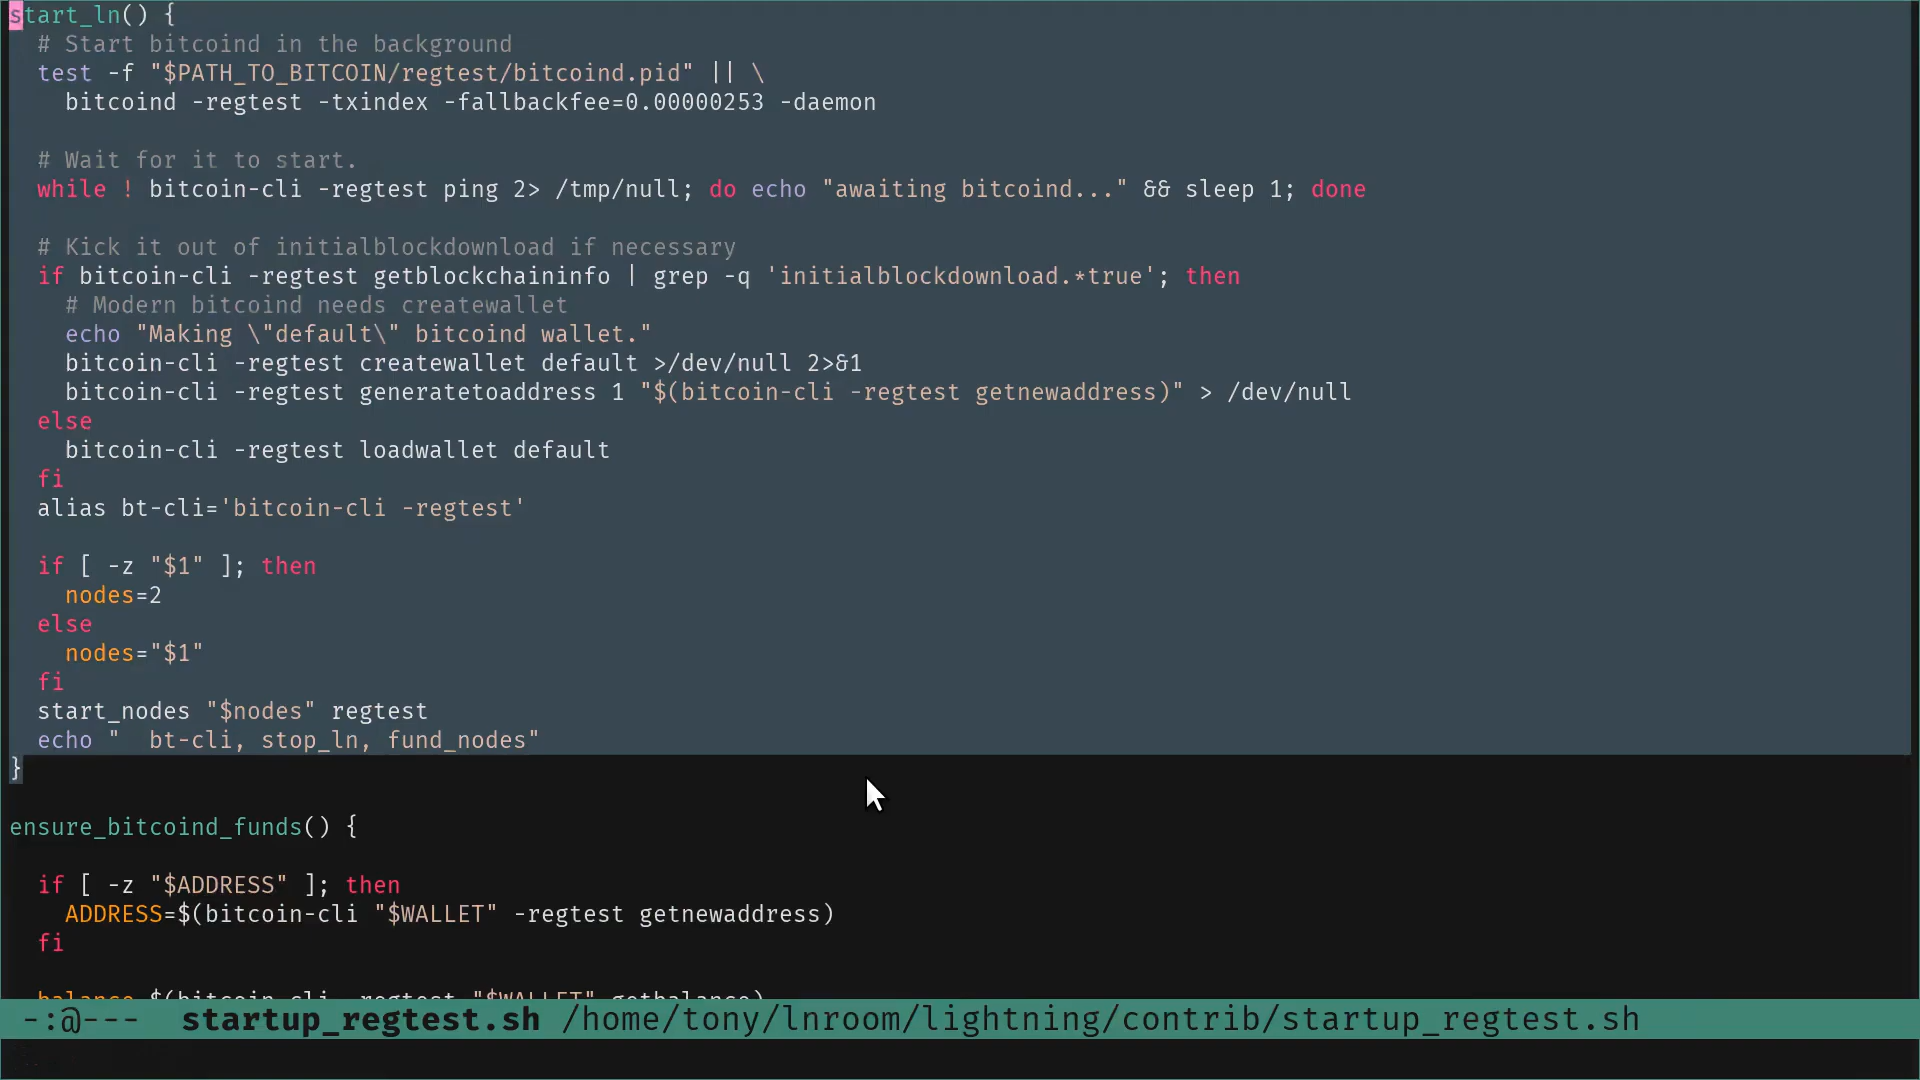 start_ln() {
  # Start bitcoind in the background
  test -f "$PATH_TO_BITCOIN/regtest/bitcoind.pid" || \
    bitcoind -regtest -txindex -fallbackfee=0.00000253 -daemon

  # Wait for it to start.
  while ! bitcoin-cli -regtest ping 2> /tmp/null; do echo "awaiting bitcoind..." && sleep 1; done

  # Kick it out of initialblockdownload if necessary
  if bitcoin-cli -regtest getblockchaininfo | grep -q 'initialblockdownload.*true'; then
    # Modern bitcoind needs createwallet
    echo "Making \"default\" bitcoind wallet."
    bitcoin-cli -regtest createwallet default >/dev/null 2>&1
    bitcoin-cli -regtest generatetoaddress 1 "$(bitcoin-cli -regtest getnewaddress)" > /dev/null
  else
    bitcoin-cli -regtest loadwallet default
  fi
  alias bt-cli='bitcoin-cli -regtest'

  if [ -z "$1" ]; then
    nodes=2
  else
    nodes="$1"
  fi
  start_nodes "$nodes" regtest
  echo "  bt-cli, stop_ln, fund_nodes"
}

ensure_bitcoind_funds() {

  if [ -z "$ADDRESS" ]; then
    ADDRESS=$(bitcoin-cli "$WALLET" -regtest getnewaddress)
  fi

  balance=$(bitcoin-cli -regtest "$WALLET" getbalance)
-:@---  startup_regtest.sh /home/tony/lnroom/lightning/contrib/startup_regtest.sh